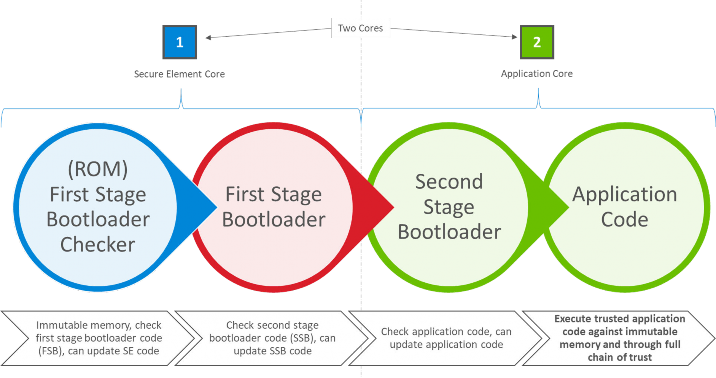 Two Cores
1
2
Secure Element Core
Application Core
(ROM)
First Stage
Bootloader
Checker
First Stage
Bootloader
Second
Stage
Bootloader
Application
Code
Immutable memory, check
first stage bootloader code
(FSB), can update SE code
Check second stage
bootloader code (SSB), can
update SSB code
Check application code, can
update application code
Execute trusted application
code against immutable
memory and through full
chain of trust